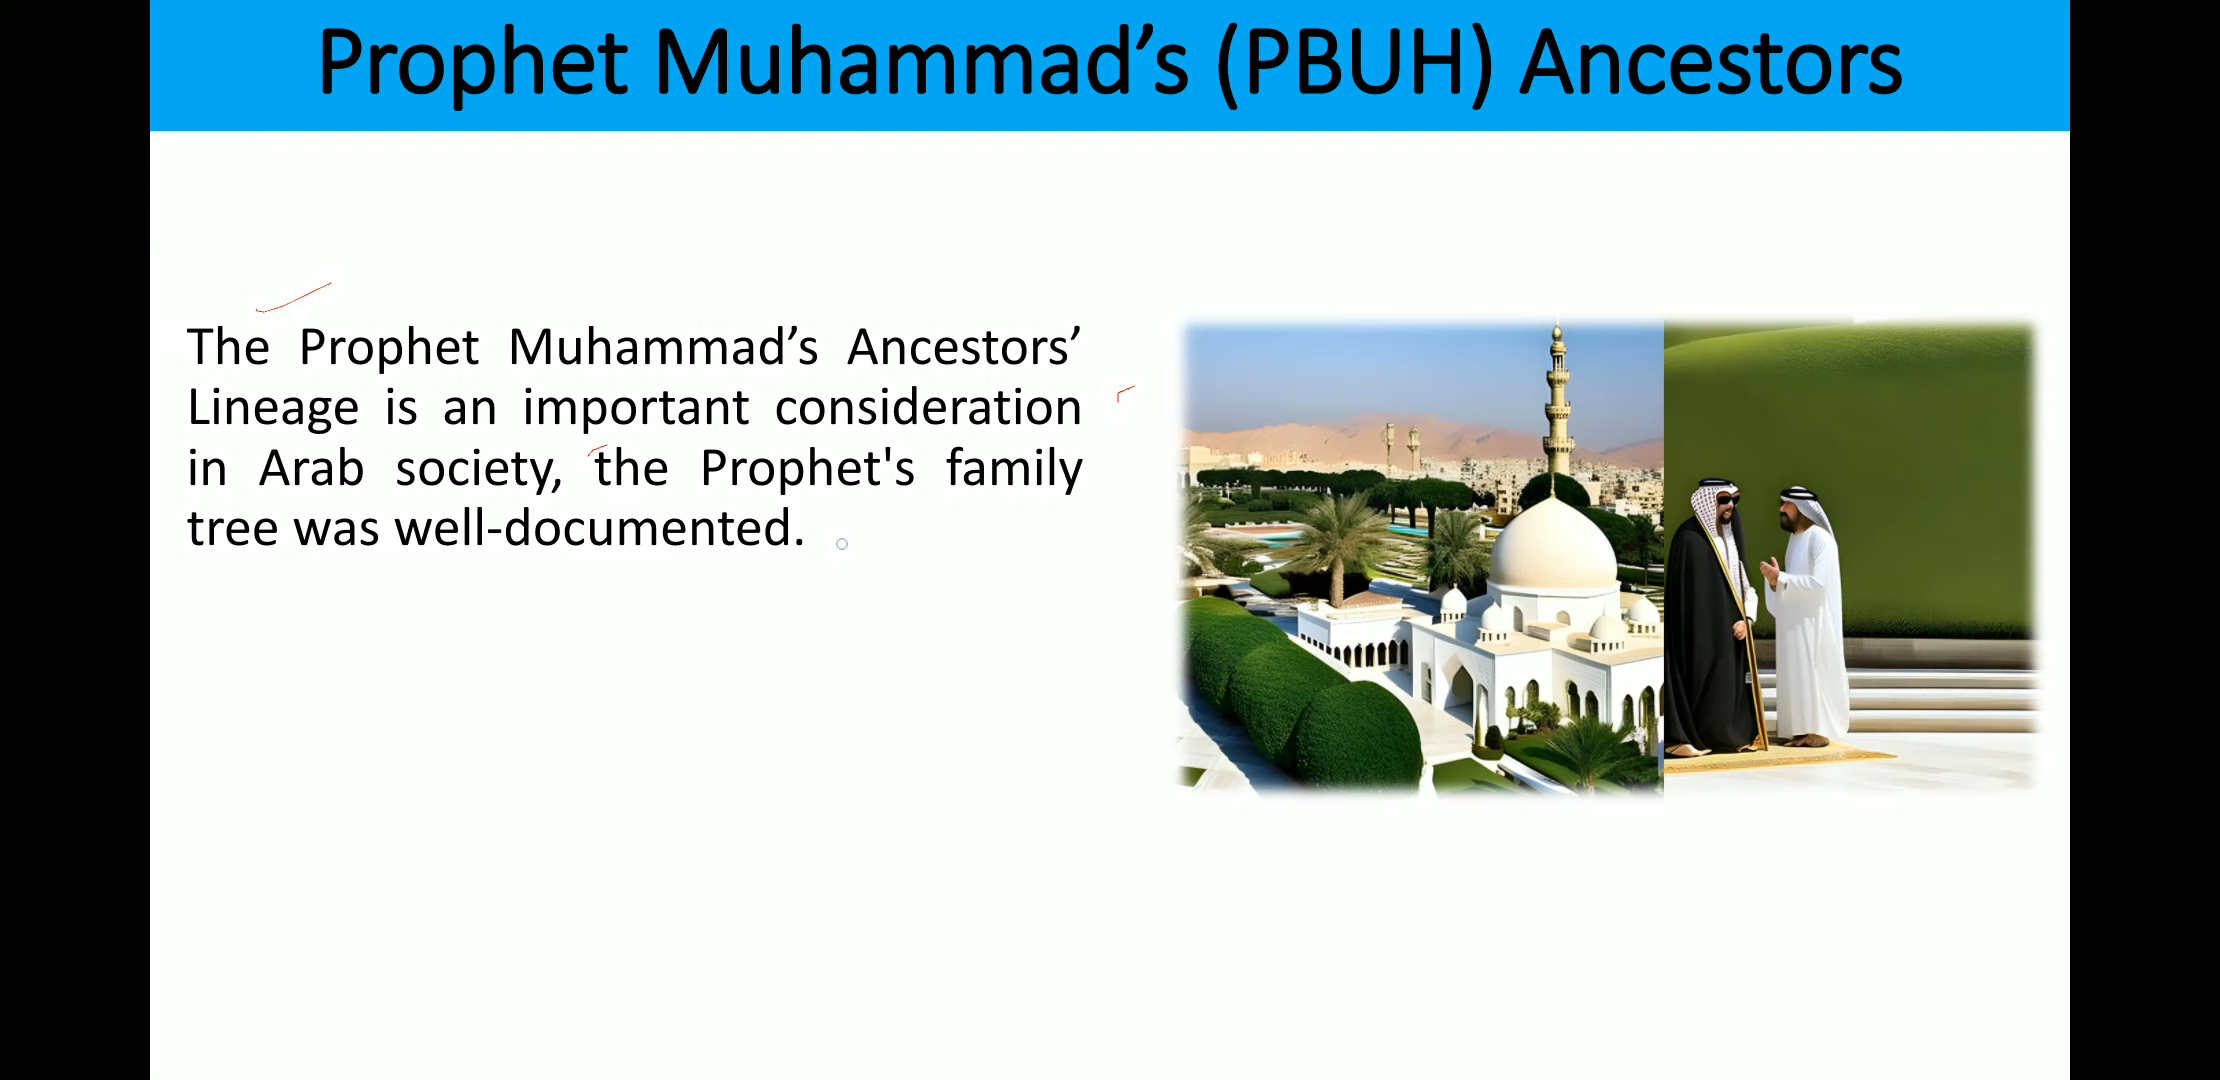 Prophet Muhammad’s (PBUH) Ancestors
The Prophet Muhammad’s Ancestors’
Lineage is an important consideration
in Arab society, the Prophet's family
tree was well-documented.